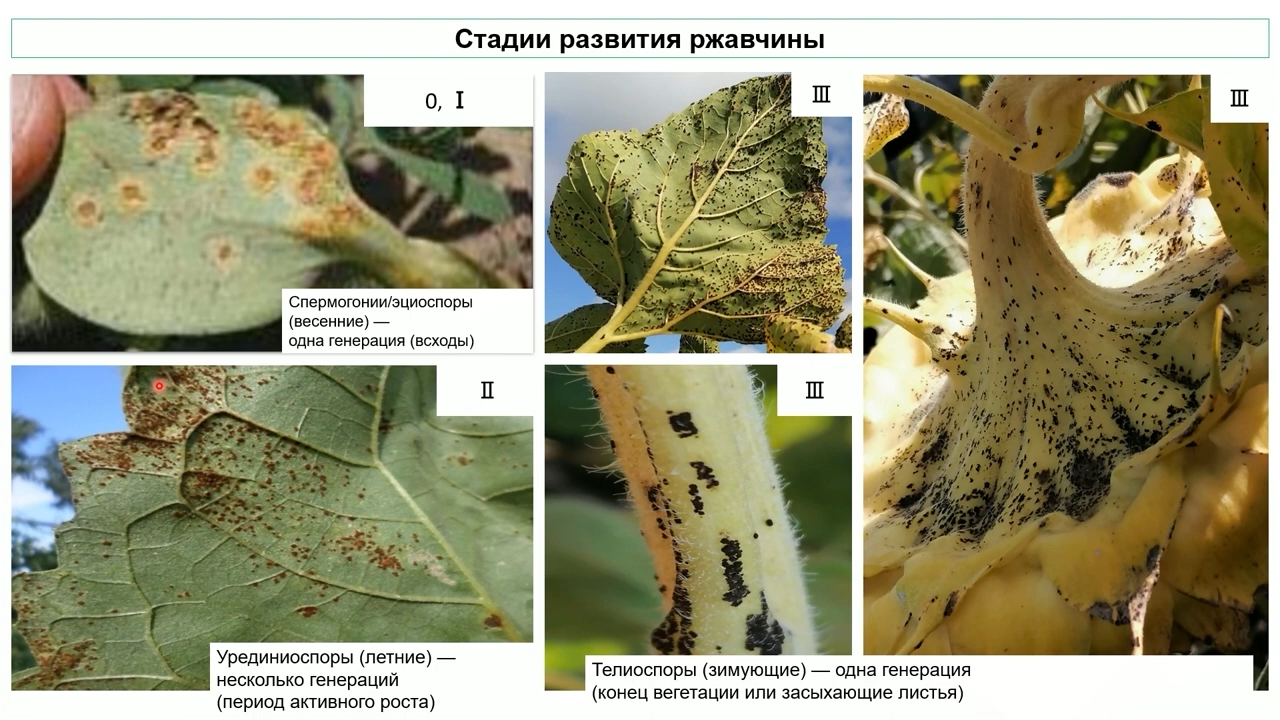 Стадии развития ржавчины
0, I
Спермогонии/эциоспоры
(весенние) —
одна генерация (всходы)
II
Урединиоспоры (летние) —
несколько генераций
(период активного роста)
III
III
III
Телиоспоры (зимующие) — одна генерация
(конец вегетации или засыхающие листья)